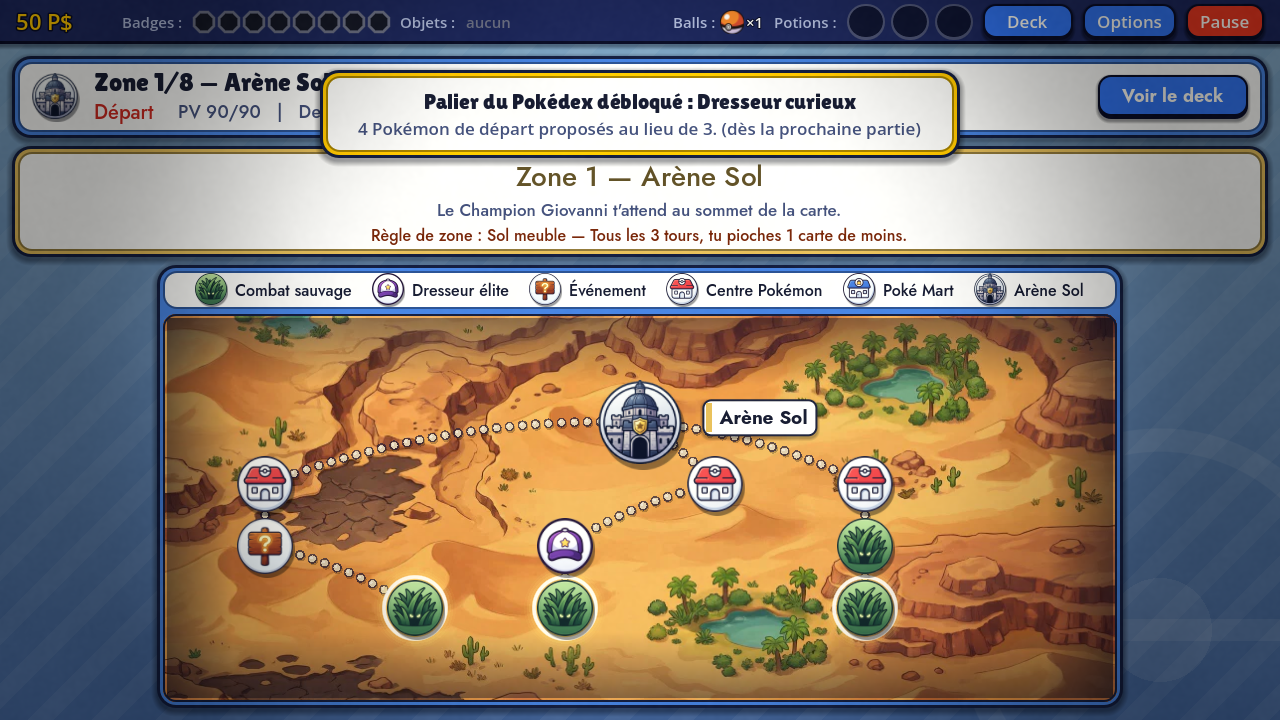 50 P$ Badges : Objets : aucun Balls : ×1 Potions : Deck Options Pause
Zone 1/8 — Arène Sol
Départ PV 90/90 | De
Voir le deck
Palier du Pokédex débloqué : Dresseur curieux
4 Pokémon de départ proposés au lieu de 3. (dès la prochaine partie)
Zone 1 — Arène Sol
Le Champion Giovanni t'attend au sommet de la carte.
Règle de zone : Sol meuble — Tous les 3 tours, tu pioches 1 carte de moins.
Combat sauvage Dresseur élite Événement Centre Pokémon Poké Mart Arène Sol
Arène Sol
?